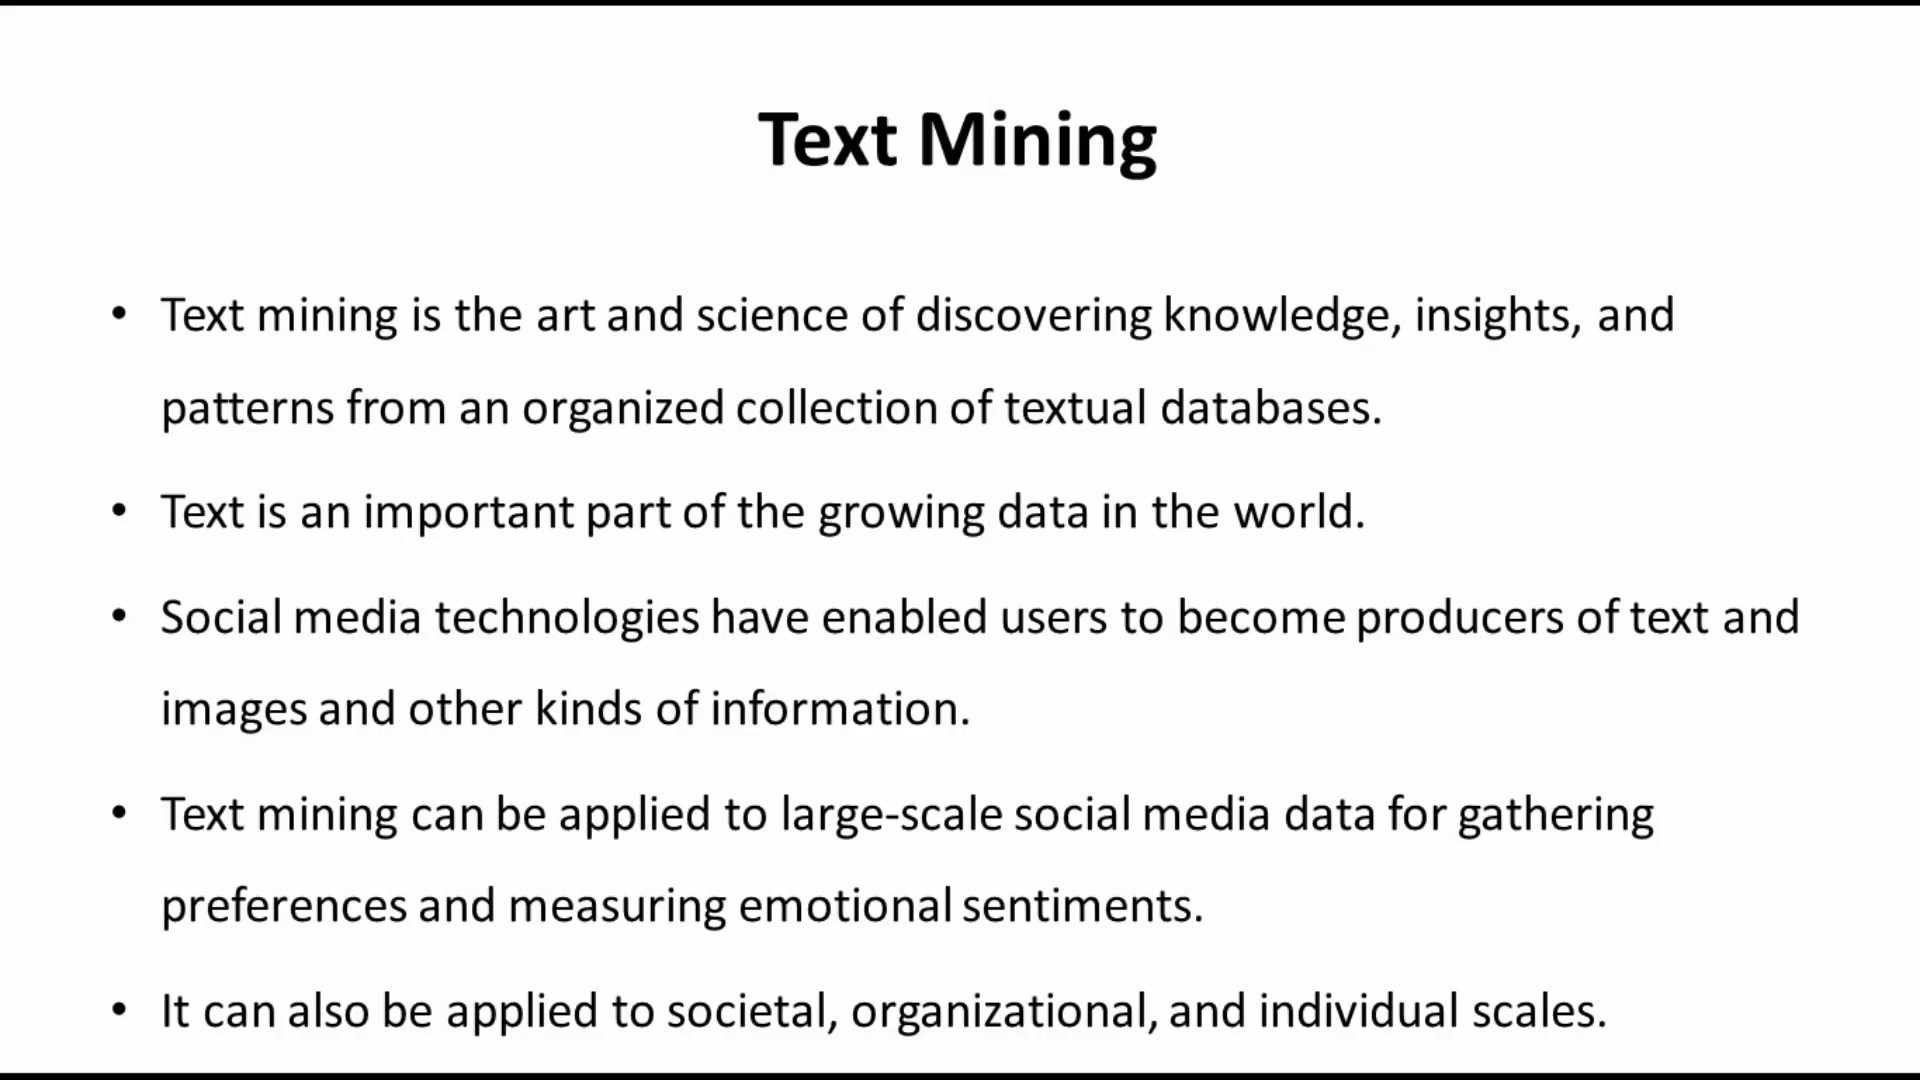 Text Mining
• Text mining is the art and science of discovering knowledge, insights, and
patterns from an organized collection of textual databases.
• Text is an important part of the growing data in the world.
• Social media technologies have enabled users to become producers of text and
images and other kinds of information.
• Text mining can be applied to large-scale social media data for gathering
preferences and measuring emotional sentiments.
• It can also be applied to societal, organizational, and individual scales.